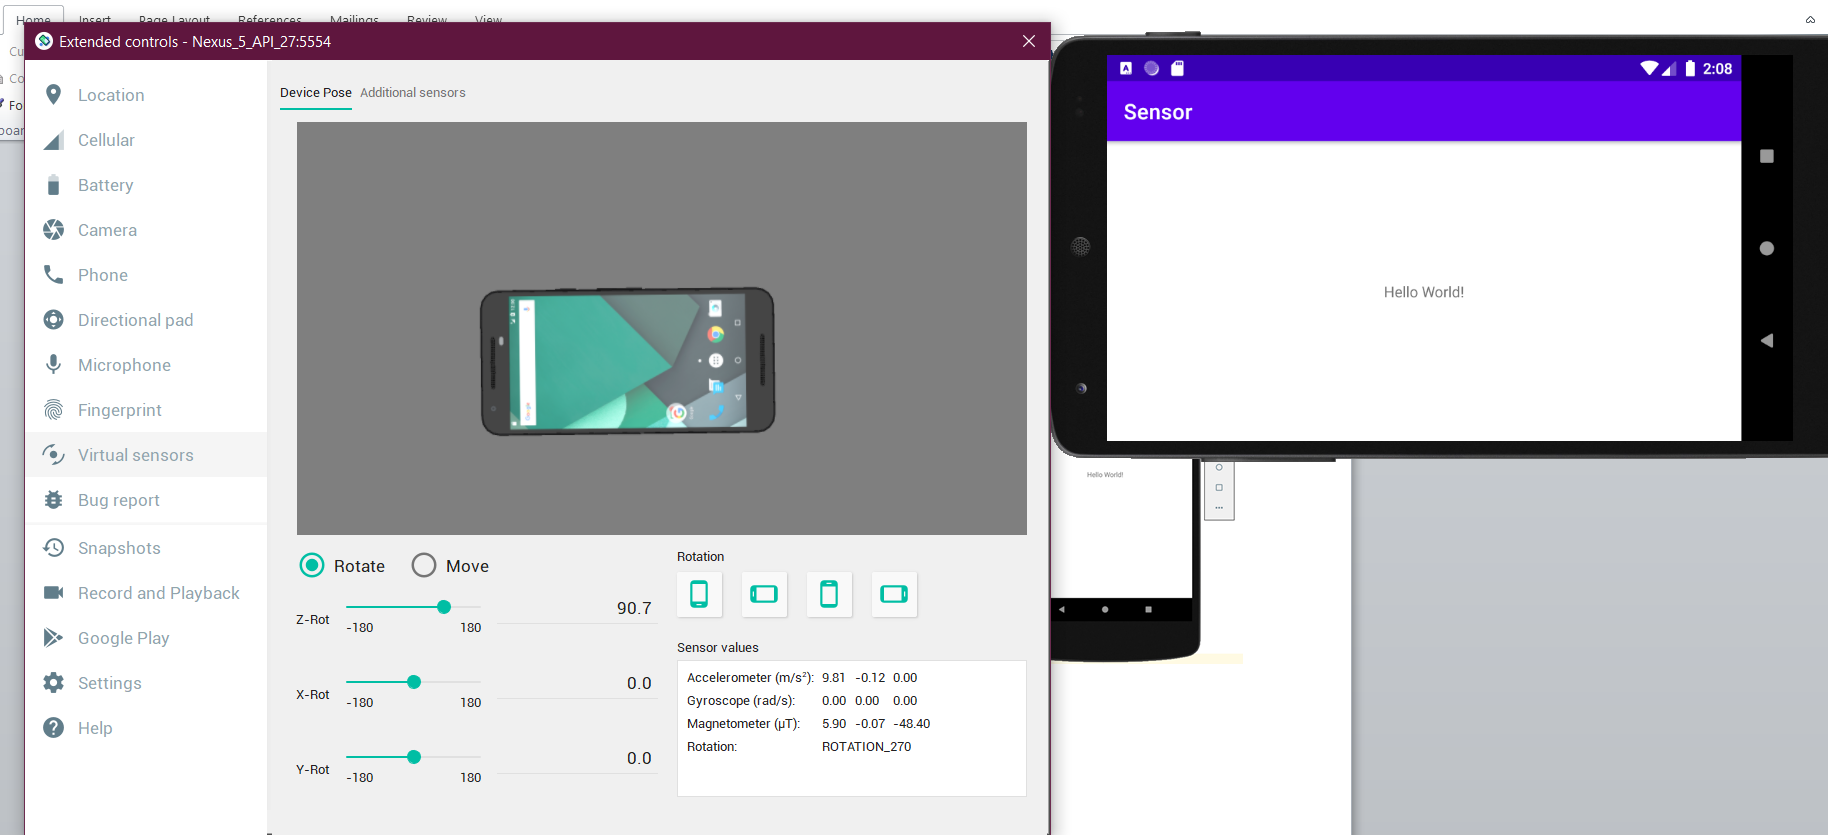 Home Insert Page Layout References Mailings Review View
Extended controls - Nexus_5_API_27:5554
Location
Cellular
Battery
Camera
Phone
Directional pad
Microphone
Fingerprint
Virtual sensors
Bug report
Snapshots
Record and Playback
Google Play
Settings
Help
Device Pose Additional sensors
Rotate Move
Z-Rot 90.7
-180 180
X-Rot 0.0
-180 180
Y-Rot 0.0
-180 180
Rotation
Sensor values
Accelerometer (m/s²): 9.81 -0.12 0.00
Gyroscope (rad/s): 0.00 0.00 0.00
Magnetometer (μT): 5.90 -0.07 -48.40
Rotation: ROTATION_270
2:08
Sensor
Hello World!
Hello World!